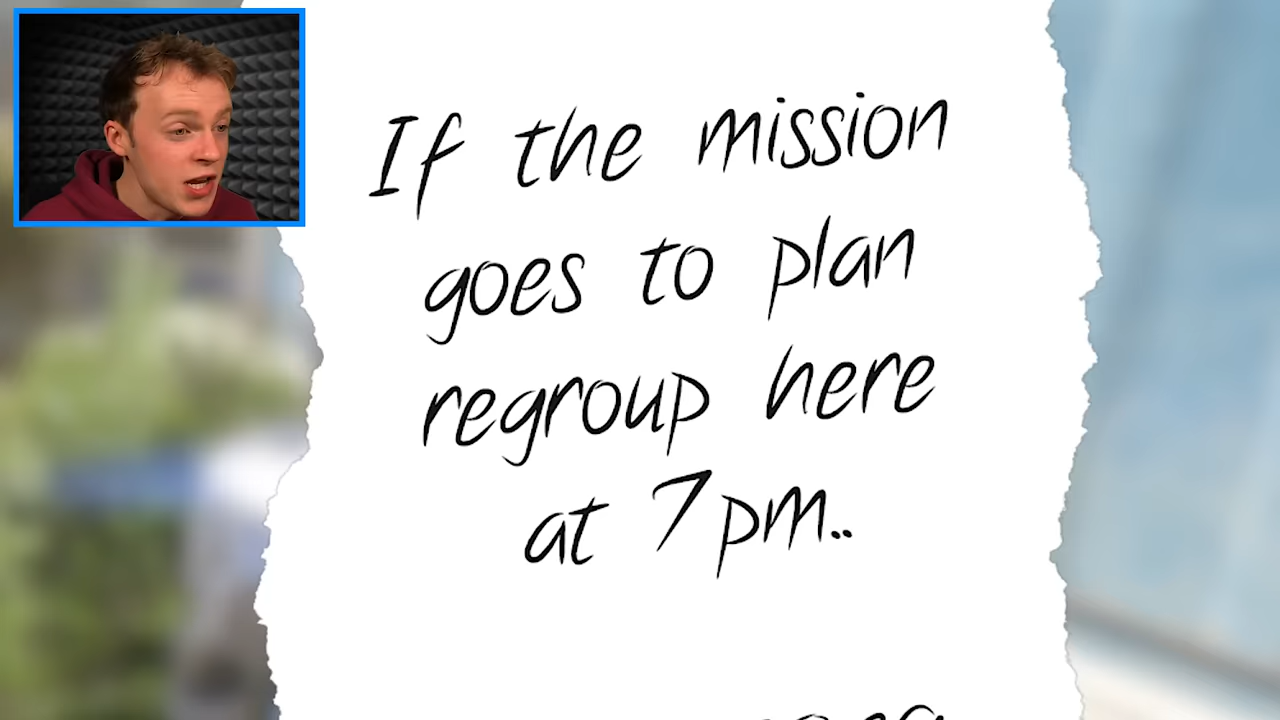 If the mission
goes to plan
regroup here
at 7pm..